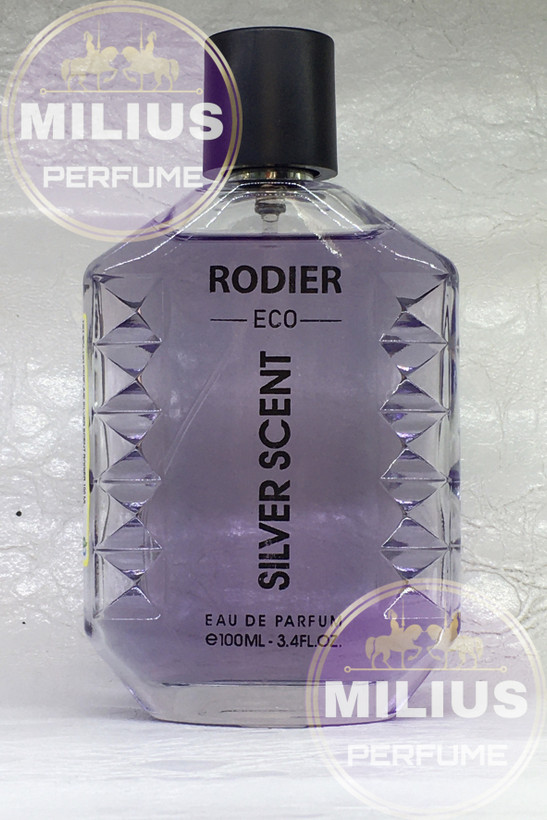 MILIUS
PERFUME
RODIER
ECO
SILVER SCENT
EAU DE PARFUM
℮100ML - 3.4FL.OZ.
MILIUS
PERFUME